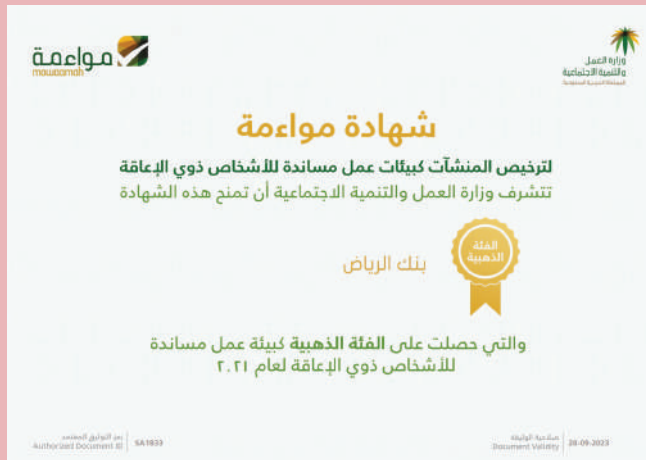 مواءمة
mawaamah
وزارة العمل
والتنمية الاجتماعية
شهادة مواءمة
لترخيص المنشآت كبيئات عمل مساندة للأشخاص ذوي الإعاقة
تتشرف وزارة العمل والتنمية الاجتماعية أن تمنح هذه الشهادة
الفئة
الذهبية
بنك الرياض
والتي حصلت على الفئة الذهبية كبيئة عمل مساندة
للأشخاص ذوي الإعاقة لعام ٢٠٢١
رمز التوثيق المعتمد
Authorized Document ID
SA1933
صلاحية الوثيقة
Document Validity
28-09-2023